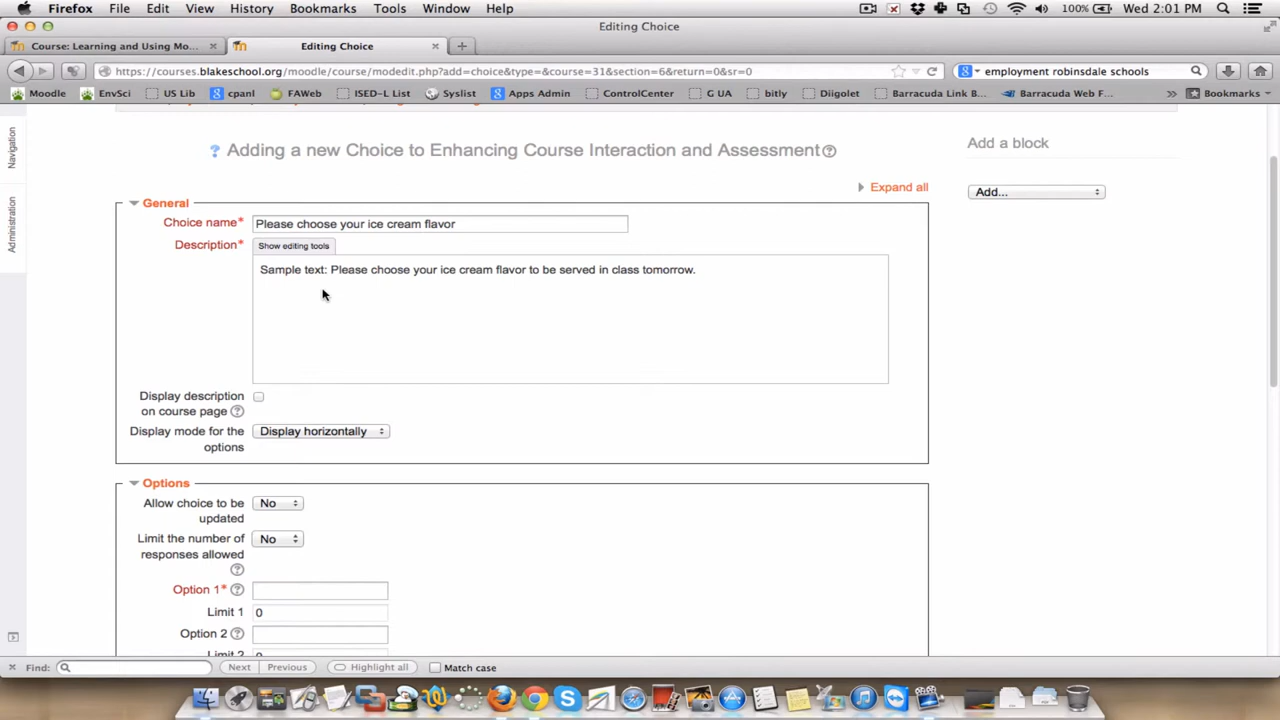 Firefox File Edit View History Bookmarks Tools Window Help 100% Wed 2:01 PM
Editing Choice
Course: Learning and Using Mo... Editing Choice
https://courses.blakeschool.org/moodle/course/modedit.php?add=choice&type=&course=31&section=6&return=0&sr=0 employment robinsdale schools
Moodle EnvSci US Lib cpanl FAWeb ISED-L List Syslist Apps Admin ControlCenter G UA bitly Diigolet Barracuda Link B... Barracuda Web F... Bookmarks
Navigation
Administration
Adding a new Choice to Enhancing Course Interaction and Assessment
Add a block
Add...
Expand all
General
Choice name* Please choose your ice cream flavor
Description* Show editing tools
Sample text: Please choose your ice cream flavor to be served in class tomorrow.
Display description
on course page
Display mode for the Display horizontally
options
Options
Allow choice to be No
updated
Limit the number of No
responses allowed
Option 1*
Limit 1 0
Option 2
Limit 2 0
Find: Next Previous Highlight all Match case